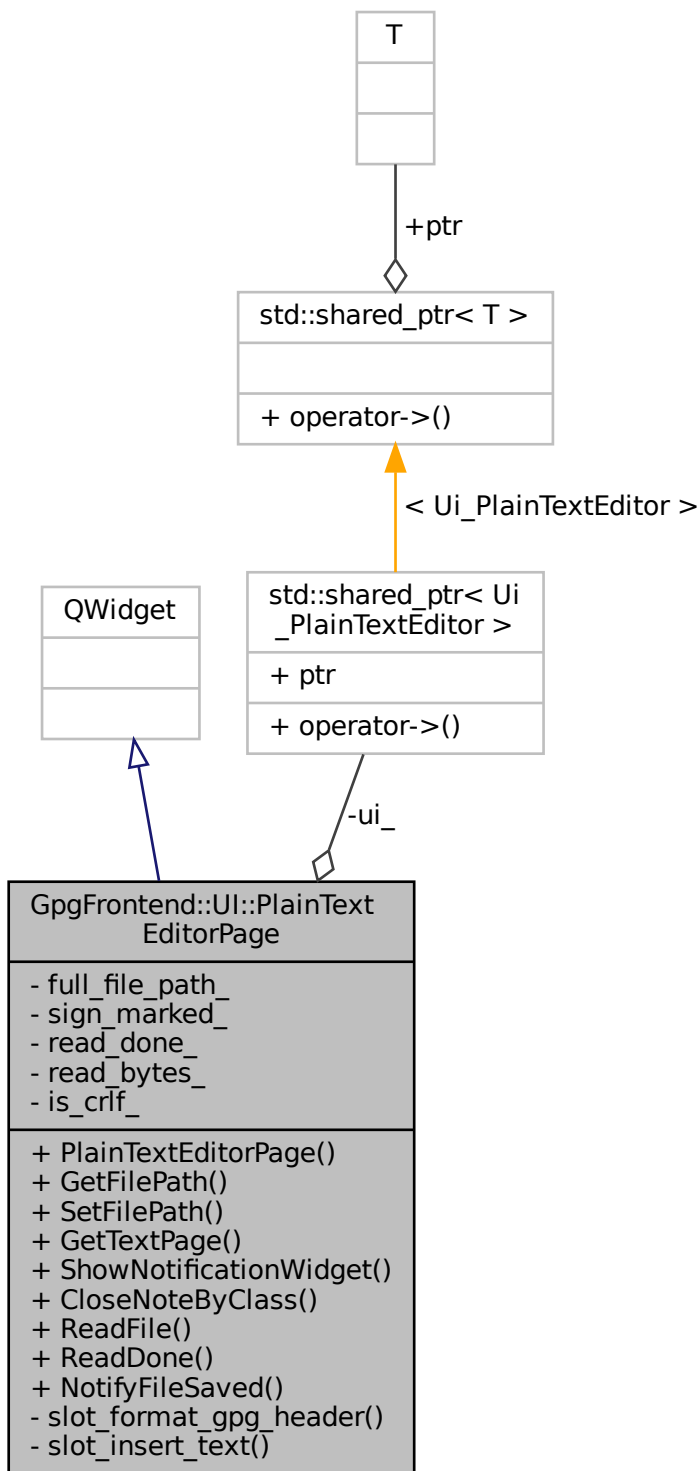 T
+ptr
std::shared_ptr< T >
+ operator->()
< Ui_PlainTextEditor >
std::shared_ptr< Ui
_PlainTextEditor >
+ ptr
+ operator->()
QWidget
-ui_
GpgFrontend::UI::PlainText
EditorPage
- full_file_path_
- sign_marked_
- read_done_
- read_bytes_
- is_crlf_
+ PlainTextEditorPage()
+ GetFilePath()
+ SetFilePath()
+ GetTextPage()
+ ShowNotificationWidget()
+ CloseNoteByClass()
+ ReadFile()
+ ReadDone()
+ NotifyFileSaved()
- slot_format_gpg_header()
- slot_insert_text()